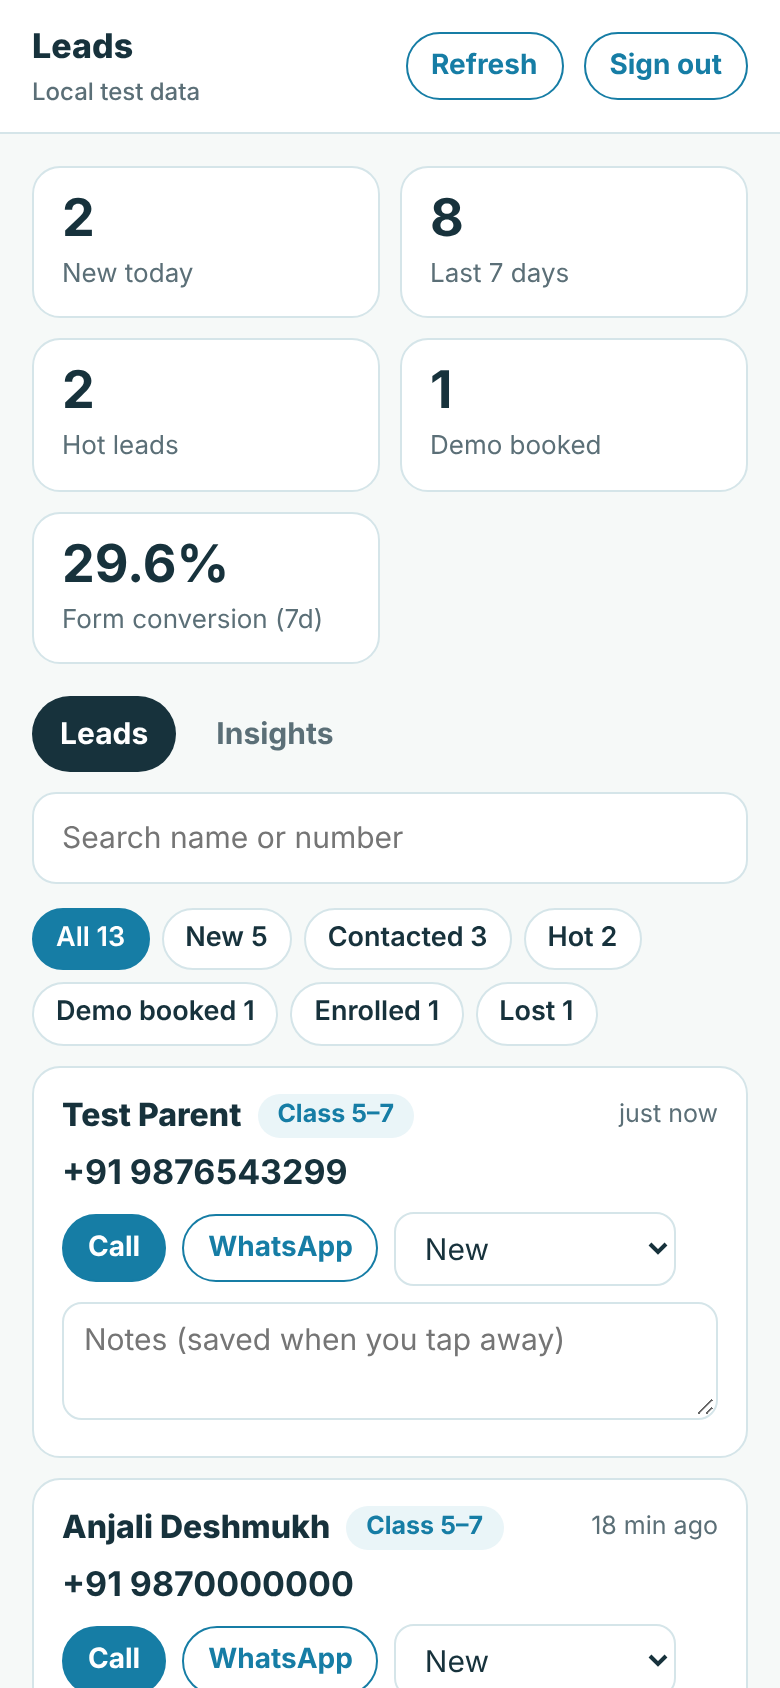 Leads
Refresh
Sign out
Local test data
2
New today
8
Last 7 days
2
Hot leads
1
Demo booked
29.6%
Form conversion (7d)
Leads
Insights
Search name or number
All 13
New 5
Contacted 3
Hot 2
Demo booked 1
Enrolled 1
Lost 1
Test Parent
Class 5–7
just now
+91 9876543299
Call
WhatsApp
New
Notes (saved when you tap away)
Anjali Deshmukh
Class 5–7
18 min ago
+91 9870000000
Call
WhatsApp
New